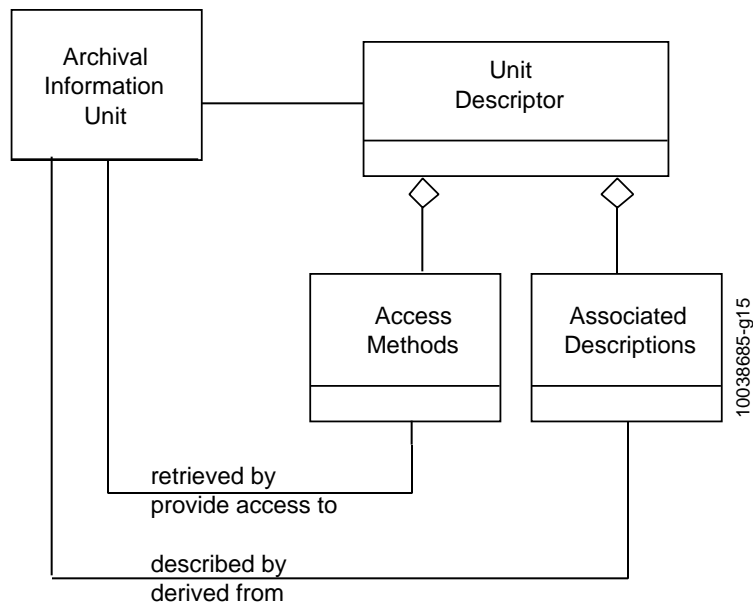 Archival
Information
Unit
Unit
Descriptor
Access
Methods
Associated
Descriptions
10038685-g15
retrieved by
provide access to
described by
derived from